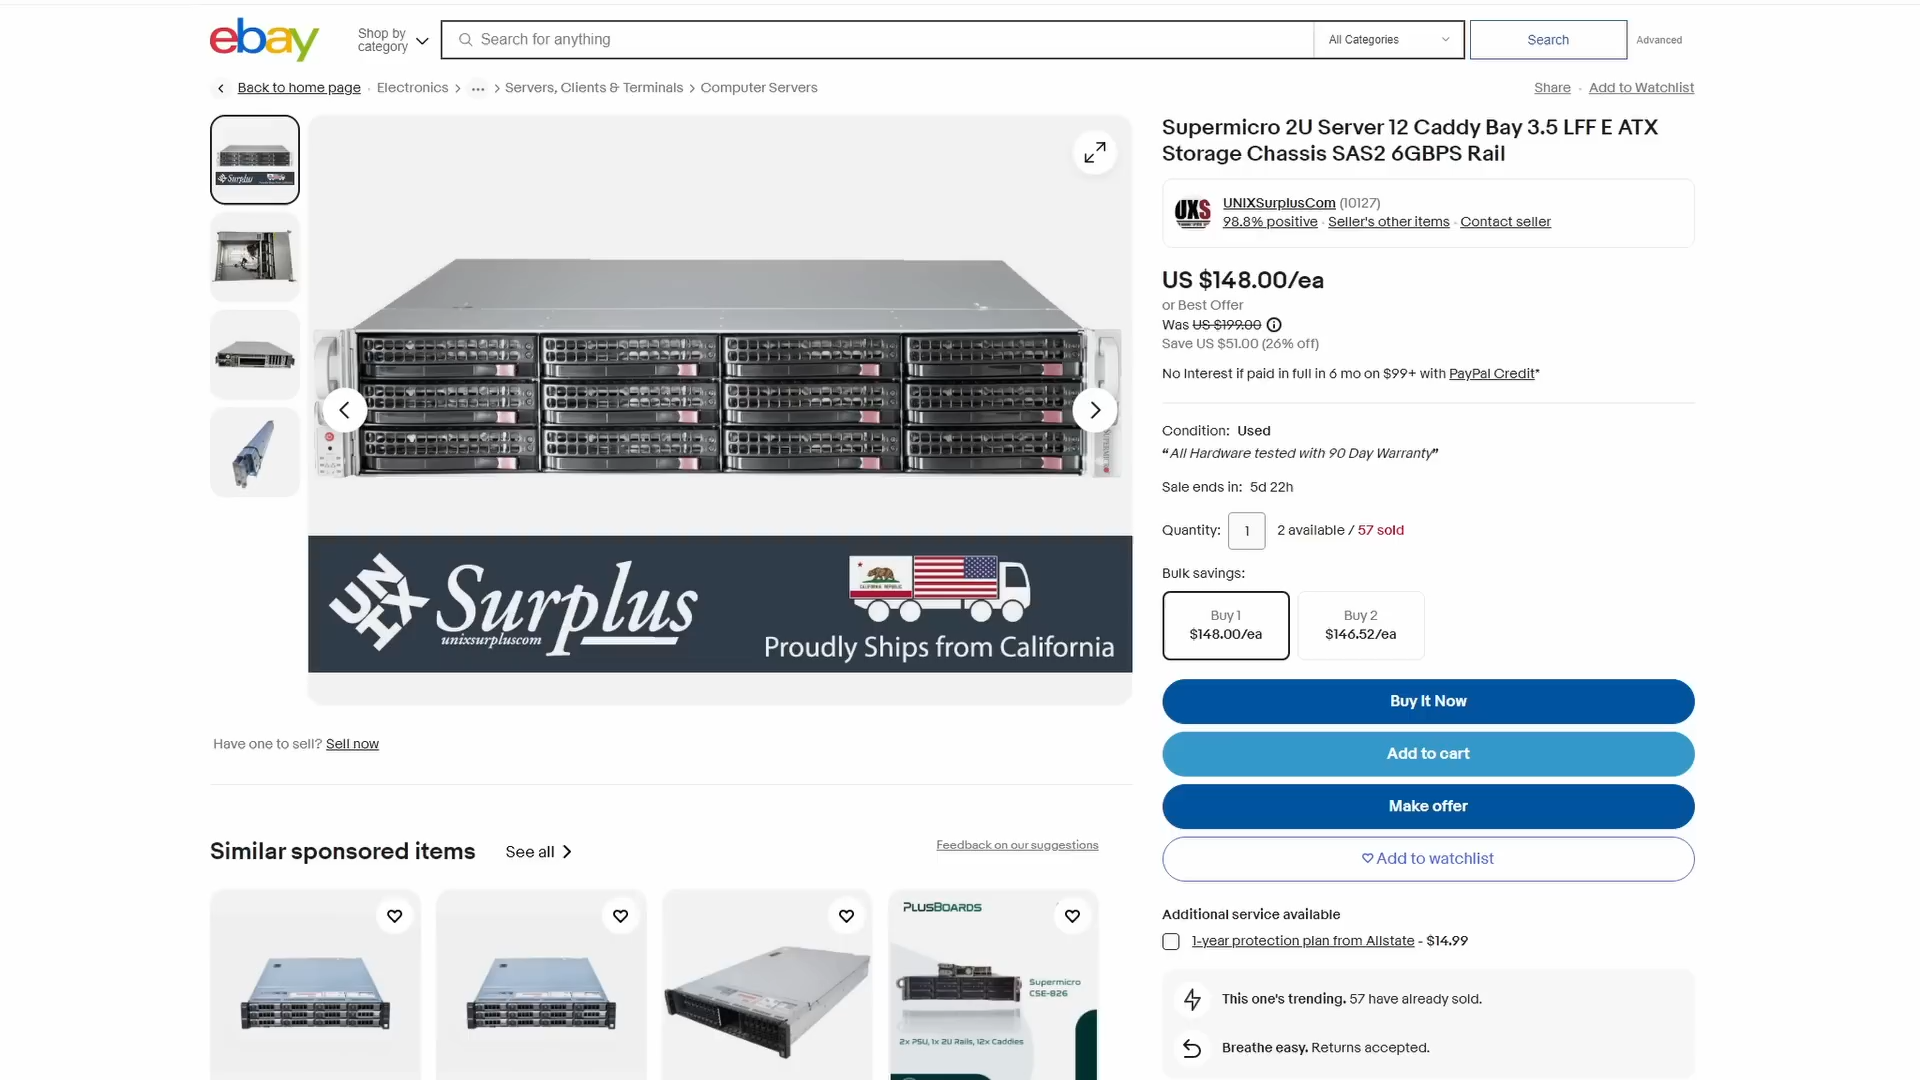 ebay
Shop by
category
Search for anything
All Categories
Search
Advanced
Back to home page
Electronics
Servers, Clients & Terminals
Computer Servers
Share
Add to Watchlist
Supermicro 2U Server 12 Caddy Bay 3.5 LFF E ATX
Storage Chassis SAS2 6GBPS Rail
UXS
UNIXSurplusCom (10127)
98.8% positive · Seller's other items · Contact seller
US $148.00/ea
or Best Offer
Was US $199.00
Save US $51.00 (26% off)
No Interest if paid in full in 6 mo on $99+ with PayPal Credit*
Condition: Used
“All Hardware tested with 90 Day Warranty”
Sale ends in: 5d 22h
Quantity: 1 2 available / 57 sold
Bulk savings:
Buy 1
$148.00/ea
Buy 2
$146.52/ea
Buy It Now
Add to cart
Make offer
Add to watchlist
Additional service available
1-year protection plan from Allstate - $14.99
This one's trending. 57 have already sold.
Breathe easy. Returns accepted.
Surplus
UNIX Surplus
unixsurpluscom
CALIFORNIA REPUBLIC
Proudly Ships from California
Have one to sell? Sell now
Similar sponsored items
See all
Feedback on our suggestions
PLUSBOARDS
Supermicro
CSE-826
2x PSU, 1x 2U Rails, 12x Caddies